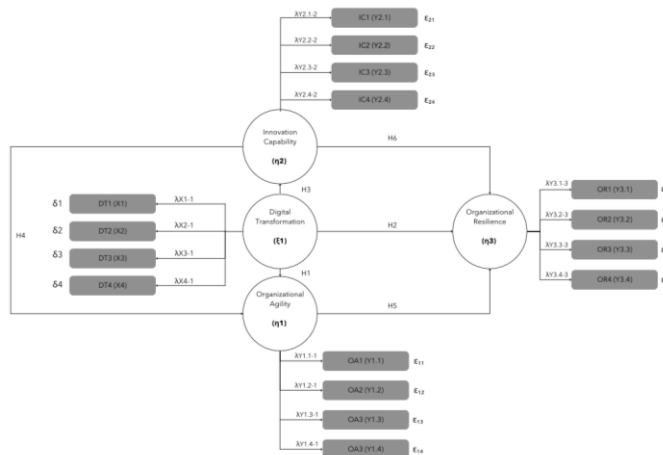 λY2.1-2 IC1 (Y2.1) ε21
λY2.2-2 IC2 (Y2.2) ε22
λY2.3-2 IC3 (Y2.3) ε23
λY2.4-2 IC4 (Y2.4) ε24
Innovation
Capability
(η2)
H6
H3
δ1 DT1 (X1) λX1-1
δ2 DT2 (X2) λX2-1
δ3 DT3 (X3) λX3-1
δ4 DT4 (X4) λX4-1
H4
Digital
Transformation
(ξ1)
H2
Organizational
Resilience
(η3)
λY3.1-3 OR1 (Y3.1)
λY3.2-3 OR2 (Y3.2)
λY3.3-3 OR3 (Y3.3)
λY3.4-3 OR4 (Y3.4)
H1
Organizational
Agility
(η1)
H5
λY1.1-1 OA1 (Y1.1) ε11
λY1.2-1 OA2 (Y1.2) ε12
λY1.3-1 OA3 (Y1.3) ε13
λY1.4-1 OA3 (Y1.4) ε14